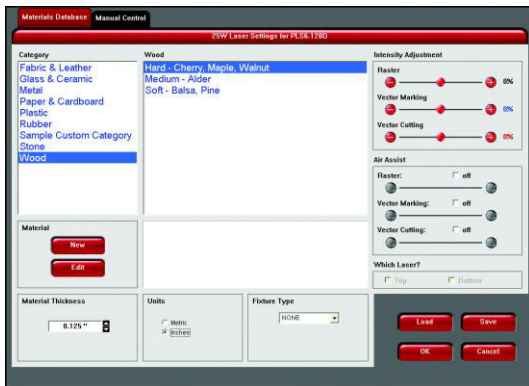 Materials Database Manual Control
25W Laser Settings for PLS6.120D
Category
Fabric & Leather
Glass & Ceramic
Metal
Paper & Cardboard
Plastic
Rubber
Sample Custom Category
Stone
Wood
Wood
Hard - Cherry, Maple, Walnut
Medium - Alder
Soft - Balsa, Pine
Intensity Adjustment
Raster
0%
Vector Marking
0%
Vector Cutting
0%
Air Assist
Raster: off
Vector Marking: off
Vector Cutting: off
Which Laser?
Top Bottom
Material
New
Edit
Material Thickness
0.125 "
Units
Metric
Inches
Fixture Type
NONE
Load Save
OK Cancel